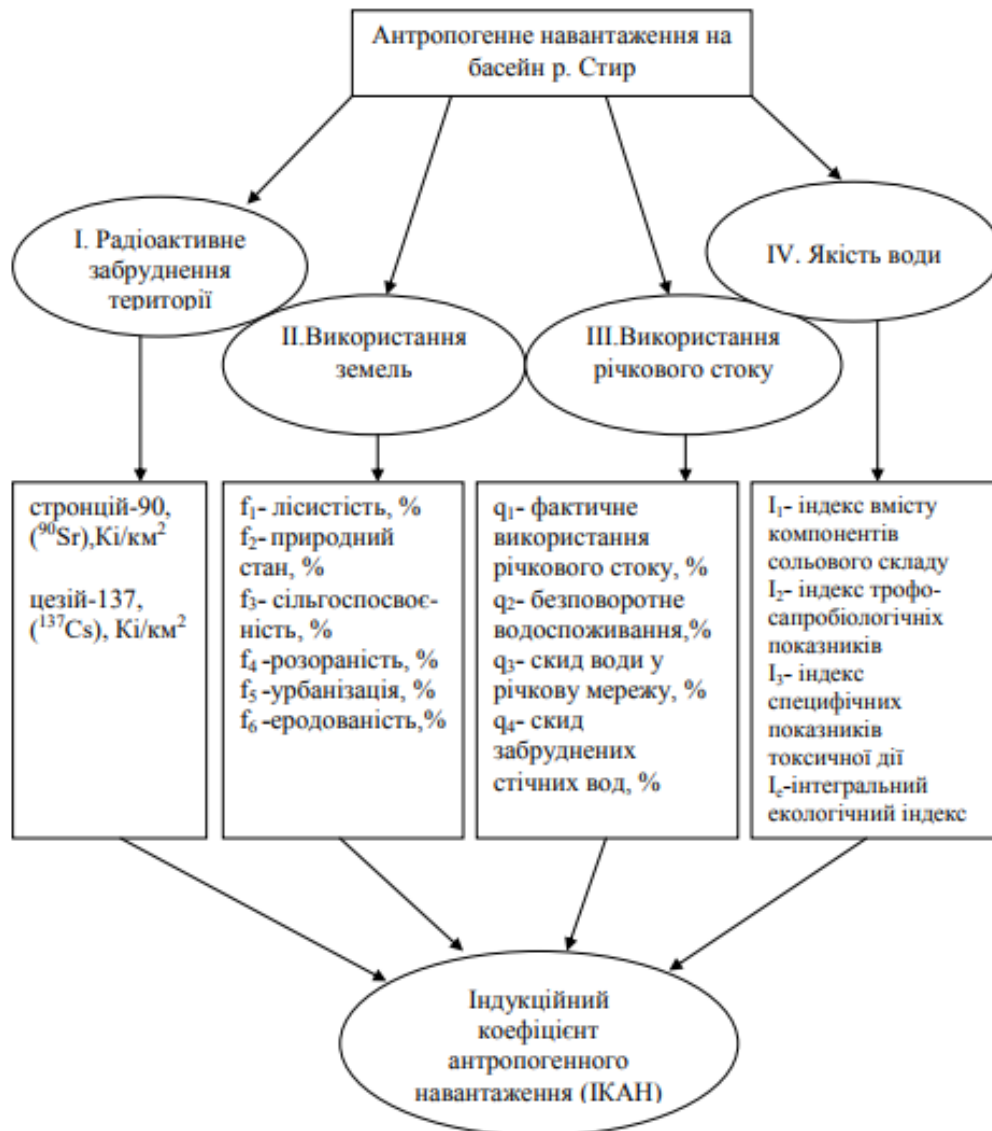 Антропогенне навантаження на
басейн р. Стир
І. Радіоактивне
забруднення
території
ІІ.Використання
земель
ІІІ.Використання
річкового стоку
IV. Якість води
стронцій-90,
(⁹⁰Sr),Кі/км²
цезій-137,
(¹³⁷Cs), Кі/км²
f₁- лісистість, %
f₂- природний
стан, %
f₃- сільгоспосвоє-
ність, %
f₄ -розораність, %
f₅ -урбанізація, %
f₆ -еродованість,%
q₁- фактичне
використання
річкового стоку, %
q₂- безповоротне
водоспоживання,%
q₃- скид води у
річкову мережу, %
q₄- скид
забруднених
стічних вод, %
I₁- індекс вмісту
компонентів
сольового складу
I₂- індекс трофо-
сапробіологічніх
показників
I₃- індекс
специфічних
показників
токсичної дії
Iₑ-інтегральний
екологічний індекс
Індукційний
коефіцієнт
антропогенного
навантаження (ІКАН)